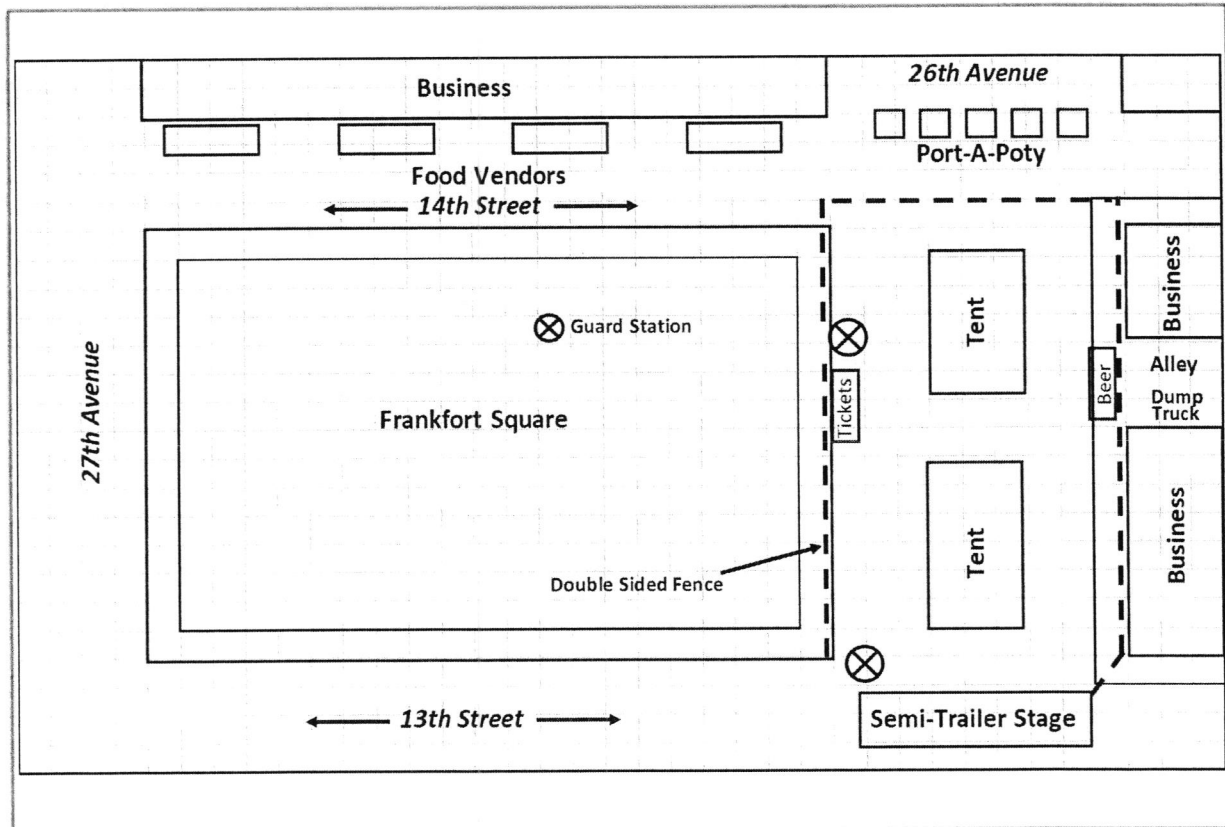 26th Avenue
Business
Port-A-Poty
Food Vendors
14th Street
Business
Tent
Guard Station
Alley
Beer
Dump
Truck
Tickets
Frankfort Square
27th Avenue
Business
Tent
Double Sided Fence
13th Street
Semi-Trailer Stage